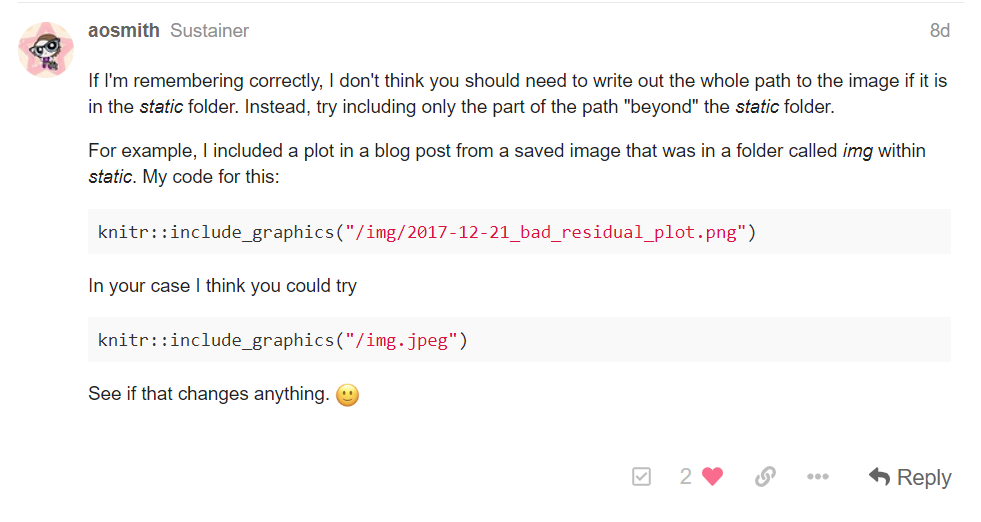 aosmith Sustainer 8d
If I'm remembering correctly, I don't think you should need to write out the whole path to the image if it is
in the static folder. Instead, try including only the part of the path "beyond" the static folder.
For example, I included a plot in a blog post from a saved image that was in a folder called img within
static. My code for this:
knitr::include_graphics("/img/2017-12-21_bad_residual_plot.png")
In your case I think you could try
knitr::include_graphics("/img.jpeg")
See if that changes anything. 🙂
2 Reply